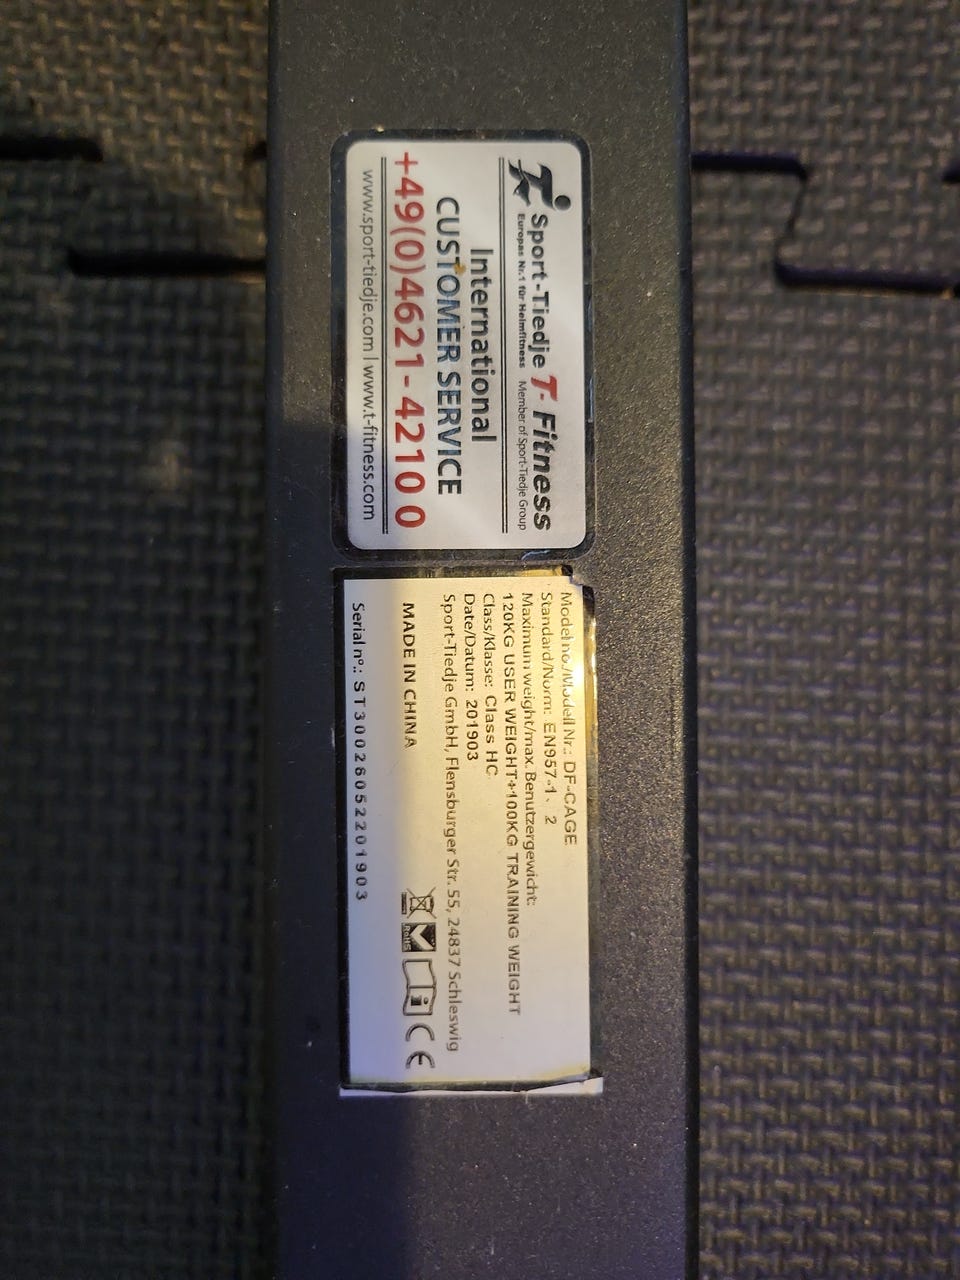 Sport-Tiedje T-Fitness
Europas Nr.1 für Heimfitness Member of Sport-Tiedje Group
International
CUSTOMER SERVICE
+49(0)4621-4210 0
www.sport-tiedje.com | www.t-fitness.com
Model no./Modell Nr.: DF-CAGE
Standard/Norm: EN957-1、2
Maximum weight/max. Benutzergewicht:
120KG USER WEIGHT+100KG TRAINING WEIGHT
Class/Klasse: Class HC
Date/Datum: 201903
Sport-Tiedje GmbH, Flensburger Str. 55, 24837 Schleswig
MADE IN CHINA
RoHS
CE
Serial n°.: ST30026052201903